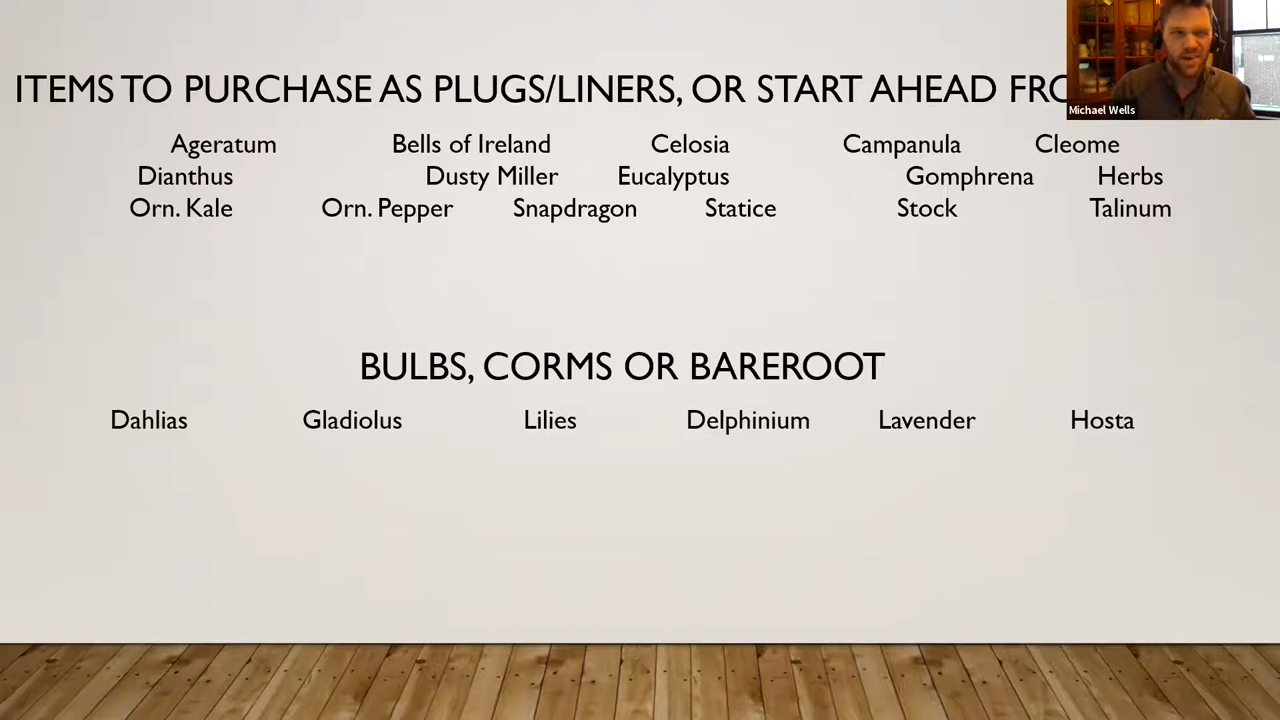 ITEMS TO PURCHASE AS PLUGS/LINERS, OR START AHEAD
Michael Wells
Ageratum Bells of Ireland Celosia Campanula Cleome
Dianthus Dusty Miller Eucalyptus Gomphrena Herbs
Orn. Kale Orn. Pepper Snapdragon Statice Stock Talinum
BULBS, CORMS OR BAREROOT
Dahlias Gladiolus Lilies Delphinium Lavender Hosta